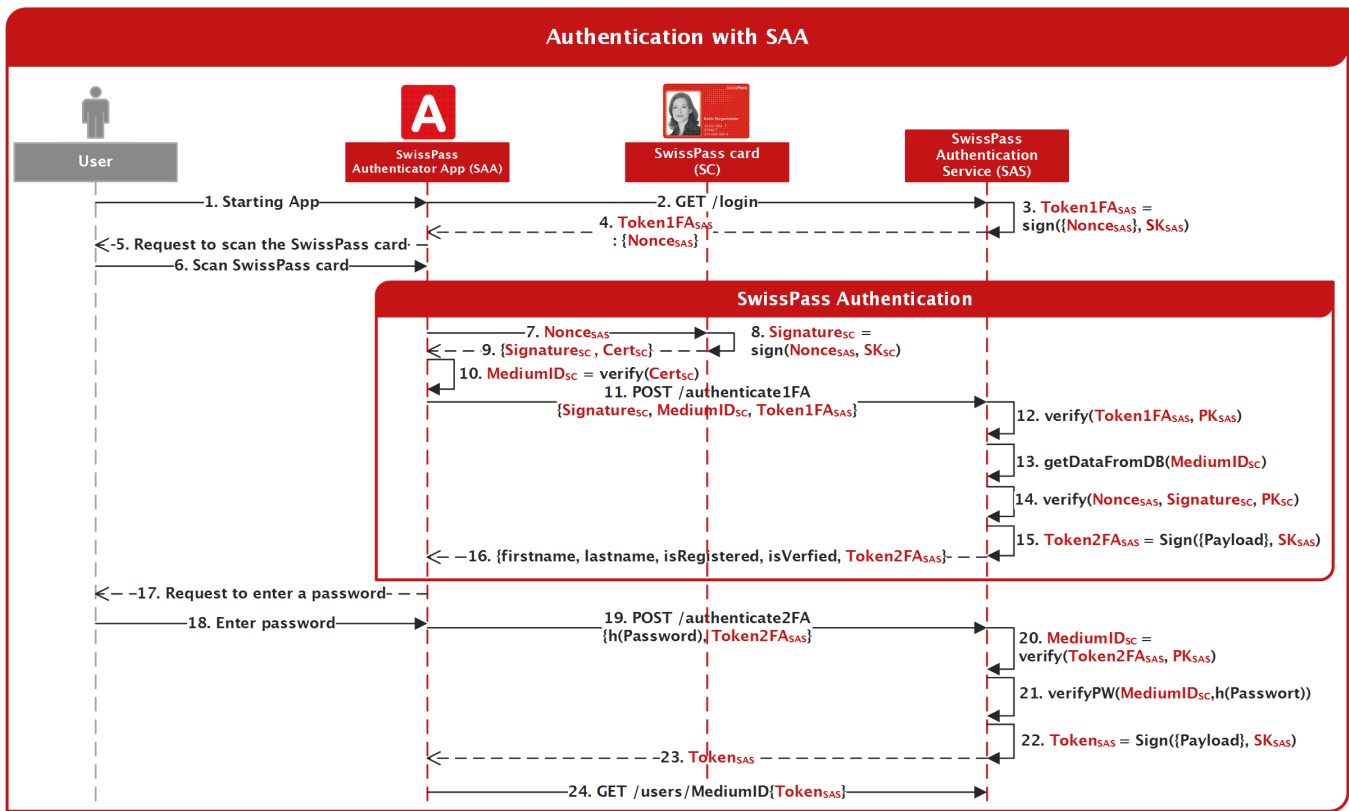 Authentication with SAA
A
SwissPass
User
SwissPass
Authenticator App (SAA)
SwissPass card
(SC)
SwissPass
Authentication
Service (SAS)
1. Starting App
2. GET /login
3. Token1FASAS =
sign({NonceSAS}, SKSAS)
4. Token1FASAS
: {NonceSAS}
5. Request to scan the SwissPass card
6. Scan SwissPass card
SwissPass Authentication
7. NonceSAS
8. SignatureSC =
sign(NonceSAS, SKSC)
9. {SignatureSC , CertSC}
10. MediumIDSC = verify(CertSC)
11. POST /authenticate1FA
{SignatureSC, MediumIDSC, Token1FASAS}
12. verify(Token1FASAS, PKSAS)
13. getDataFromDB(MediumIDSC)
14. verify(NonceSAS, SignatureSC, PKSC)
15. Token2FASAS = Sign({Payload}, SKSAS)
16. {firstname, lastname, isRegistered, isVerfied, Token2FASAS}
17. Request to enter a password
18. Enter password
19. POST /authenticate2FA
{h(Password), Token2FASAS}
20. MediumIDSC =
verify(Token2FASAS, PKSAS)
21. verifyPW(MediumIDSC,h(Passwort))
22. TokenSAS = Sign({Payload}, SKSAS)
23. TokenSAS
24. GET /users/MediumID{TokenSAS}